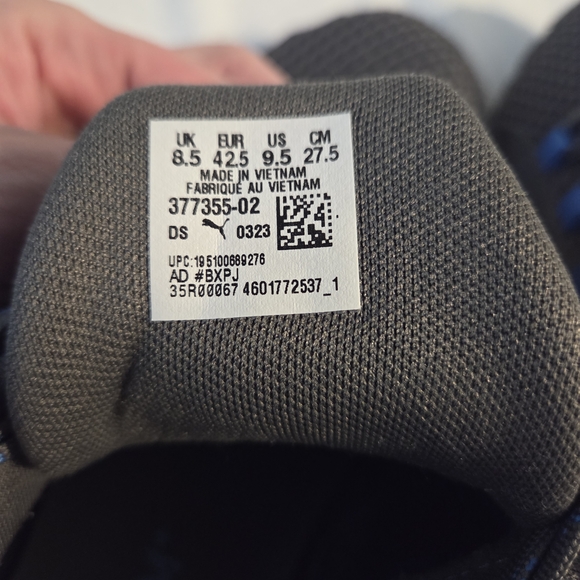 UK EUR US CM
8.5 42.5 9.5 27.5
MADE IN VIETNAM
FABRIQUÉ AU VIETNAM
377355-02
DS 0323
UPC:195100689276
AD #BXPJ
35R00067 4601772537_1